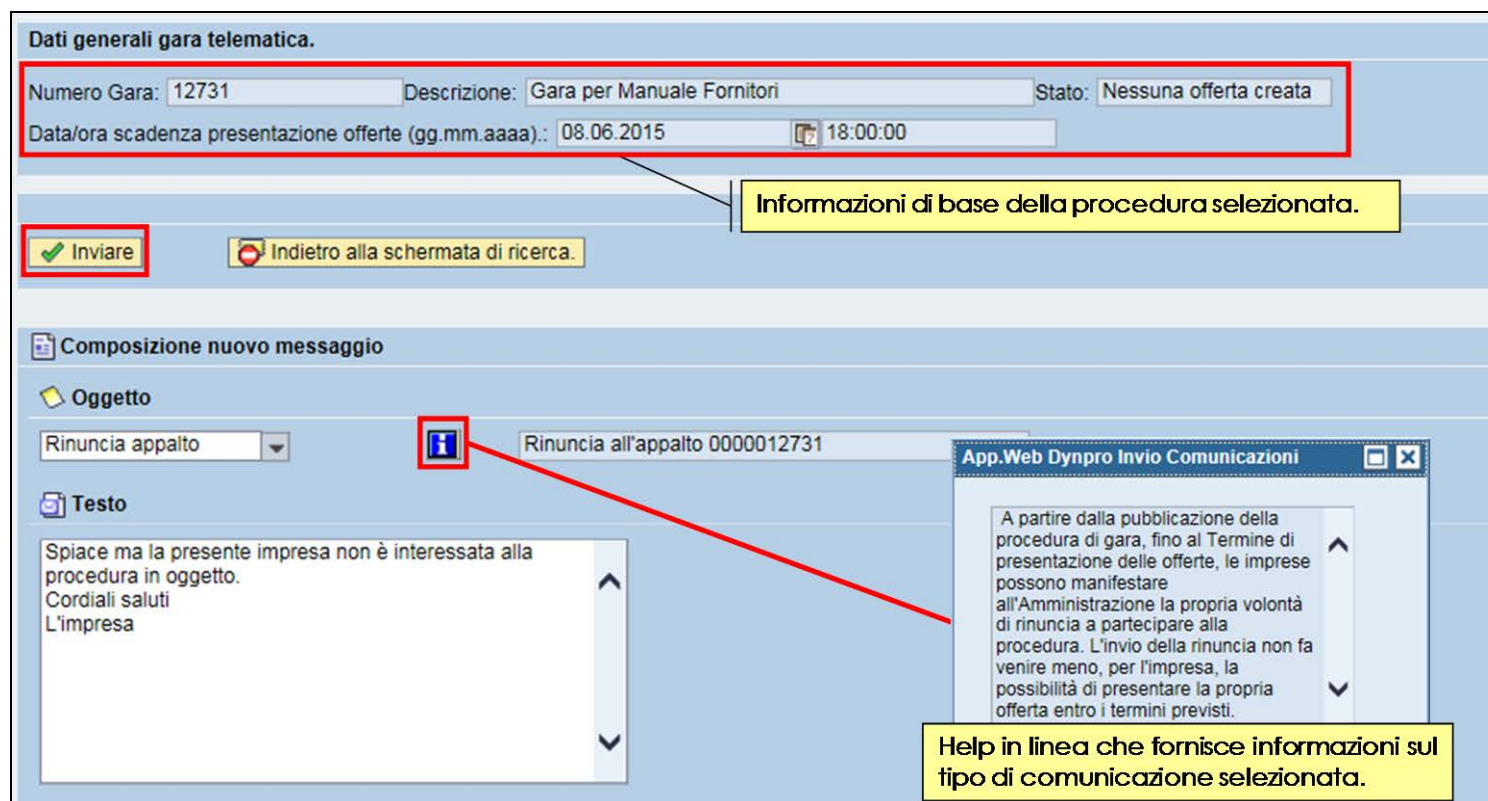 Dati generali gara telematica.
Numero Gara: 12731 Descrizione: Gara per Manuale Fornitori Stato: Nessuna offerta creata
Data/ora scadenza presentazione offerte (gg.mm.aaaa).: 08.06.2015 18:00:00
Informazioni di base della procedura selezionata.
Inviare Indietro alla schermata di ricerca.
Composizione nuovo messaggio
Oggetto
Rinuncia appalto Rinuncia all'appalto 0000012731
Testo
Spiace ma la presente impresa non è interessata alla
procedura in oggetto.
Cordiali saluti
L'impresa
App.Web Dynpro Invio Comunicazioni
A partire dalla pubblicazione della
procedura di gara, fino al Termine di
presentazione delle offerte, le imprese
possono manifestare
all'Amministrazione la propria volontà
di rinuncia a partecipare alla
procedura. L'invio della rinuncia non fa
venire meno, per l'impresa, la
possibilità di presentare la propria
offerta entro i termini previsti.
Help in linea che fornisce informazioni sul
tipo di comunicazione selezionata.